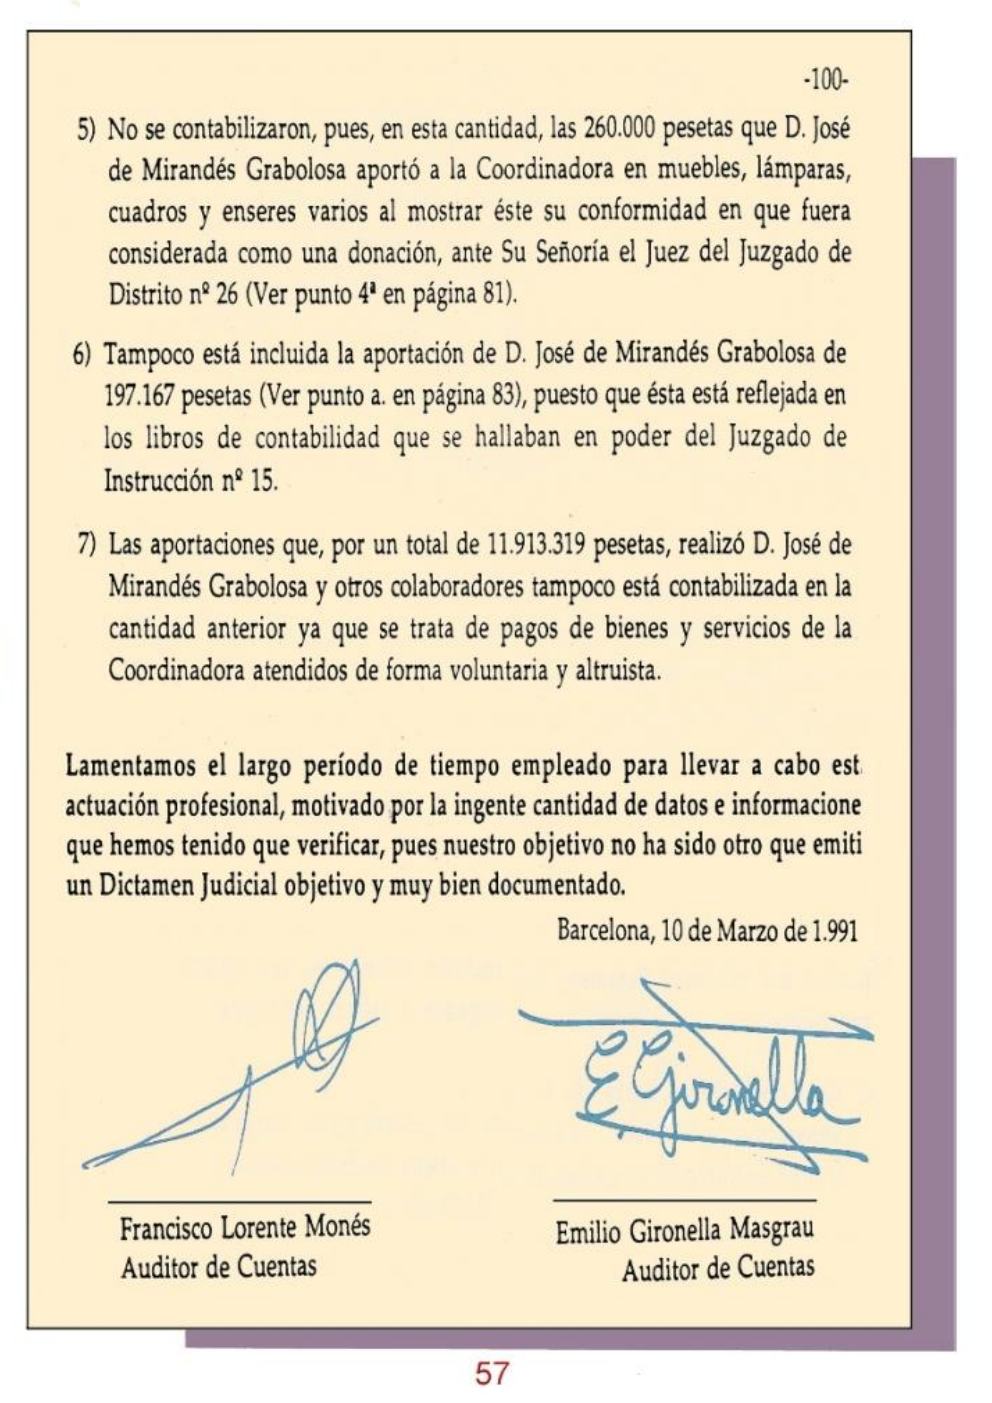 -100-
5) No se contabilizaron, pues, en esta cantidad, las 260.000 pesetas que D. José
de Mirandés Grabolosa aportó a la Coordinadora en muebles, lámparas,
cuadros y enseres varios al mostrar éste su conformidad en que fuera
considerada como una donación, ante Su Señoría el Juez del Juzgado de
Distrito nº 26 (Ver punto 4ª en página 81).
6) Tampoco está incluida la aportación de D. José de Mirandés Grabolosa de
197.167 pesetas (Ver punto a. en página 83), puesto que ésta está reflejada en
los libros de contabilidad que se hallaban en poder del Juzgado de
Instrucción nº 15.
7) Las aportaciones que, por un total de 11.913.319 pesetas, realizó D. José de
Mirandés Grabolosa y otros colaboradores tampoco está contabilizada en la
cantidad anterior ya que se trata de pagos de bienes y servicios de la
Coordinadora atendidos de forma voluntaria y altruista.
Lamentamos el largo período de tiempo empleado para llevar a cabo est
actuación profesional, motivado por la ingente cantidad de datos e informacione
que hemos tenido que verificar, pues nuestro objetivo no ha sido otro que emiti
un Dictamen Judicial objetivo y muy bien documentado.
Barcelona, 10 de Marzo de 1.991
E Gironella
Francisco Lorente Monés
Auditor de Cuentas
Emilio Gironella Masgrau
Auditor de Cuentas
57